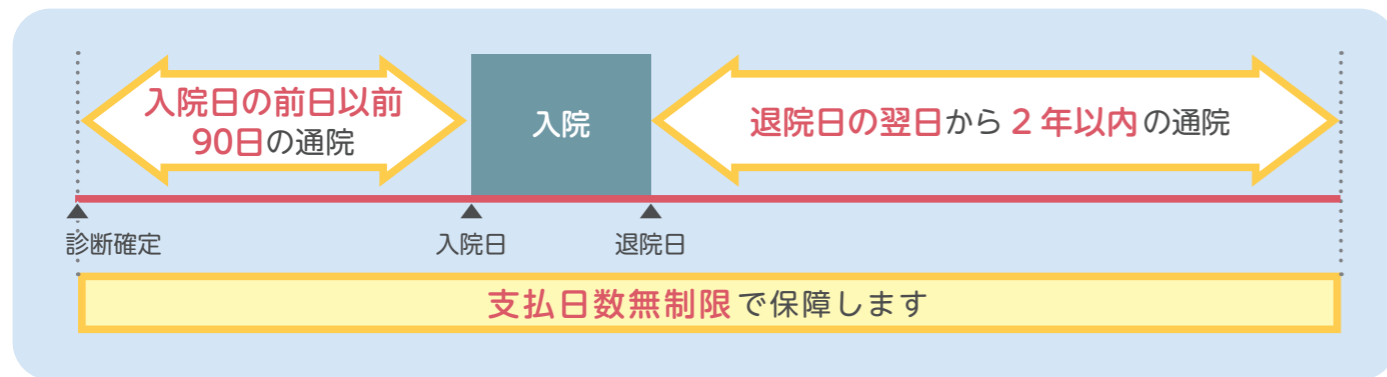 入院日の前日以前
90日の通院
入院
退院日の翌日から2年以内の通院
診断確定
入院日
退院日
支払日数無制限で保障します